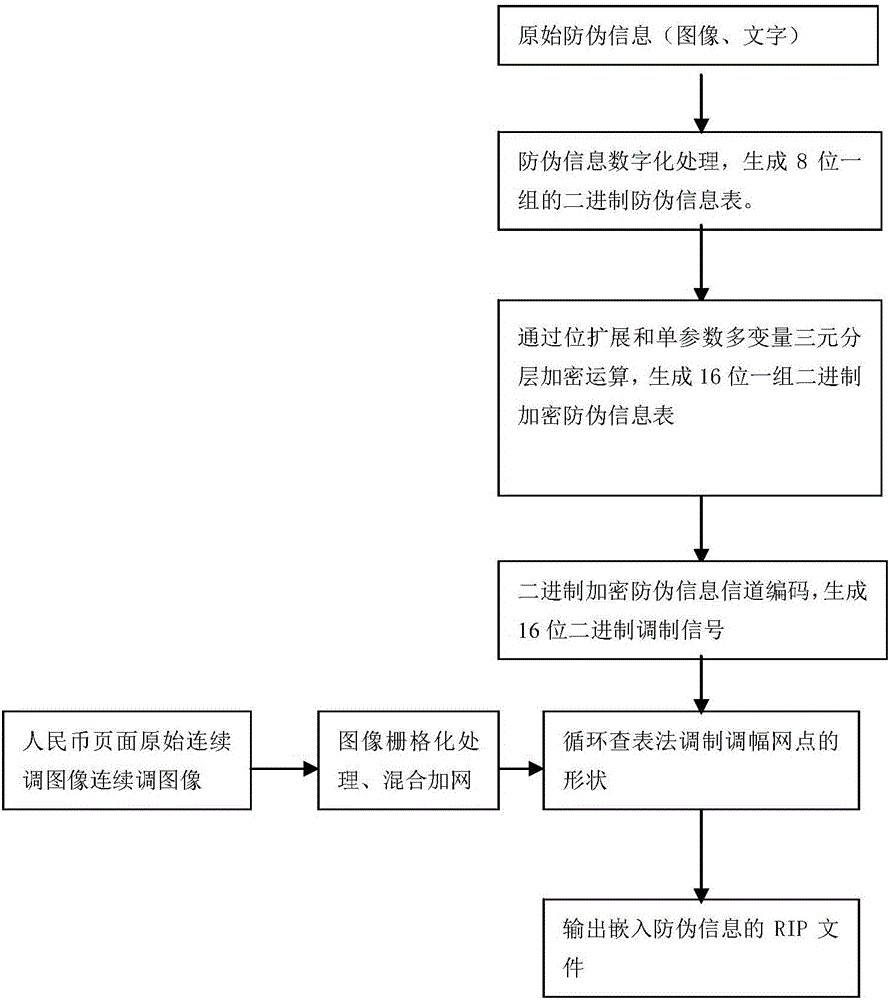 原始防伪信息（图像、文字）
防伪信息数字化处理，生成 8 位一
组的二进制防伪信息表。
通过位扩展和单参数多变量三元分
层加密运算，生成 16 位一组二进制
加密防伪信息表
二进制加密防伪信息信道编码，生成
16 位二进制调制信号
人民币页面原始连续
调图像连续调图像
图像栅格化处
理、混合加网
循环查表法调制调幅网点的
形状
输出嵌入防伪信息的 RIP 文
件